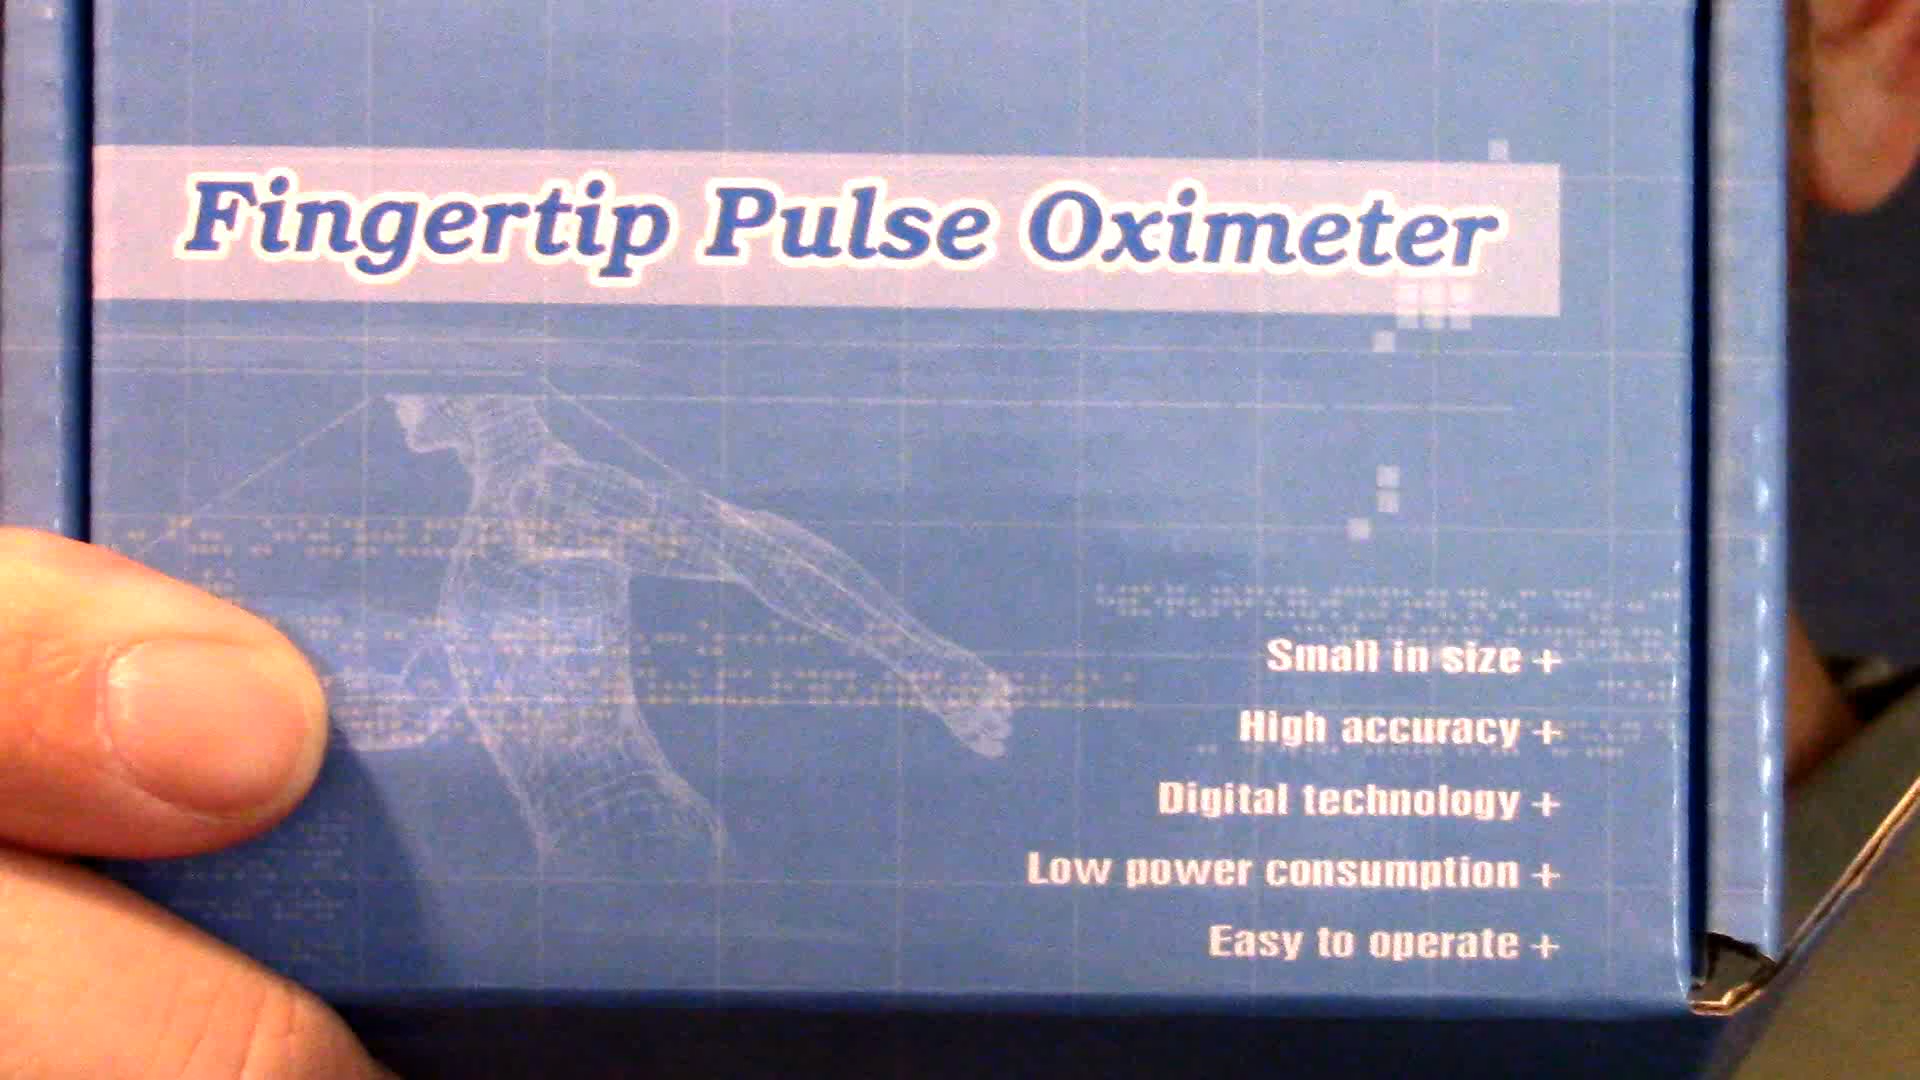 Fingertip Pulse Oximeter
Small in size +
High accuracy +
Digital technology +
Low power consumption +
Easy to operate +